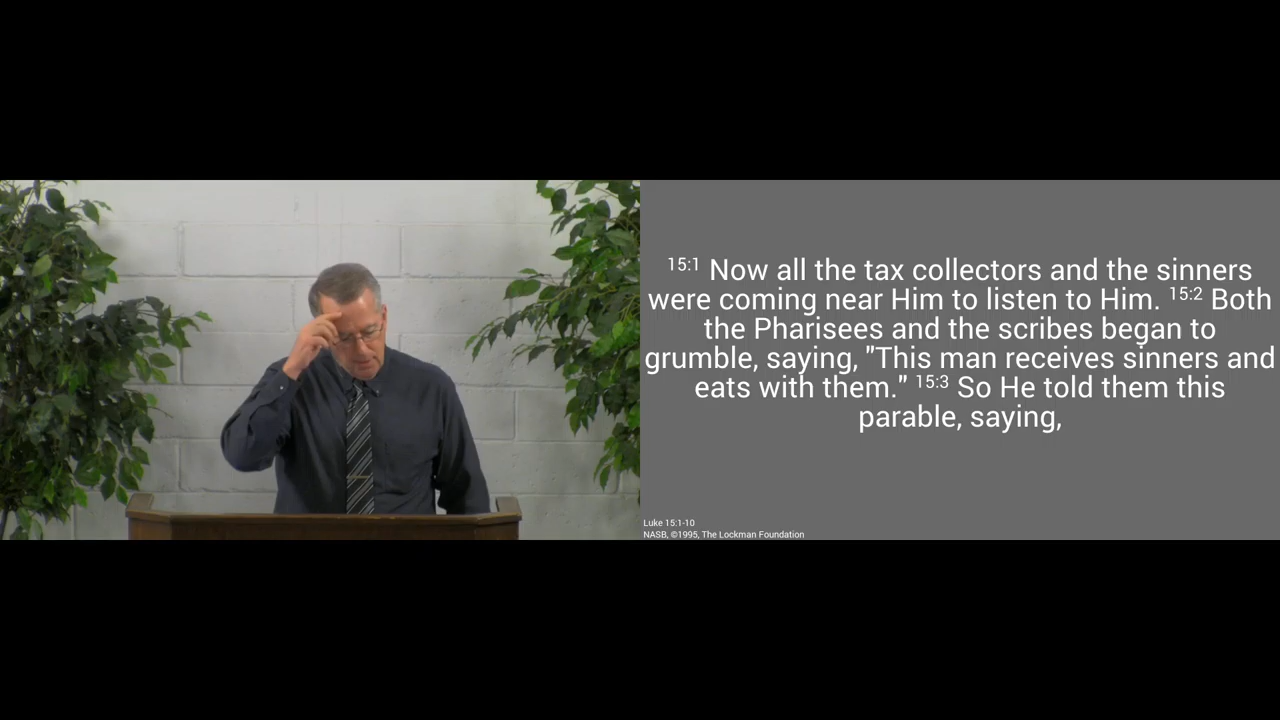 15:1 Now all the tax collectors and the sinners
were coming near Him to listen to Him. 15:2 Both
the Pharisees and the scribes began to
grumble, saying, "This man receives sinners and
eats with them." 15:3 So He told them this
parable, saying,
Luke 15:1-10
NASB, ©1995, The Lockman Foundation